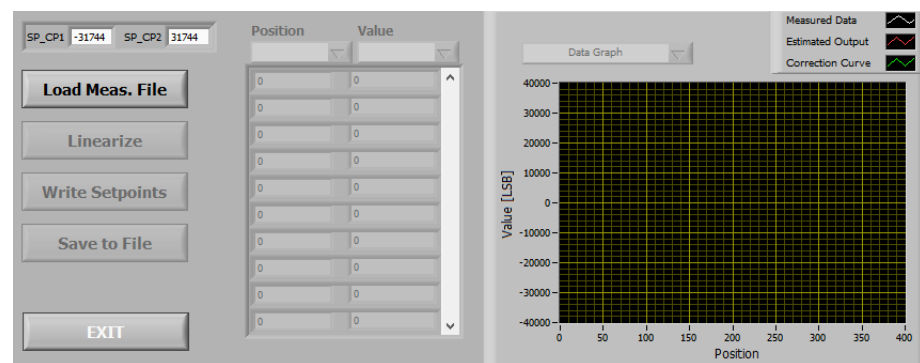 SP_CP1 -31744 SP_CP2 31744
Load Meas. File
Linearize
Write Setpoints
Save to File
EXIT
Position Value
0 0
0 0
0 0
0 0
0 0
0 0
0 0
0 0
0 0
0 0
Data Graph
Measured Data
Estimated Output
Correction Curve
Value [LSB]
40000
30000
20000
10000
0
-10000
-20000
-30000
-40000
0 50 100 150 200 250 300 350 400
Position